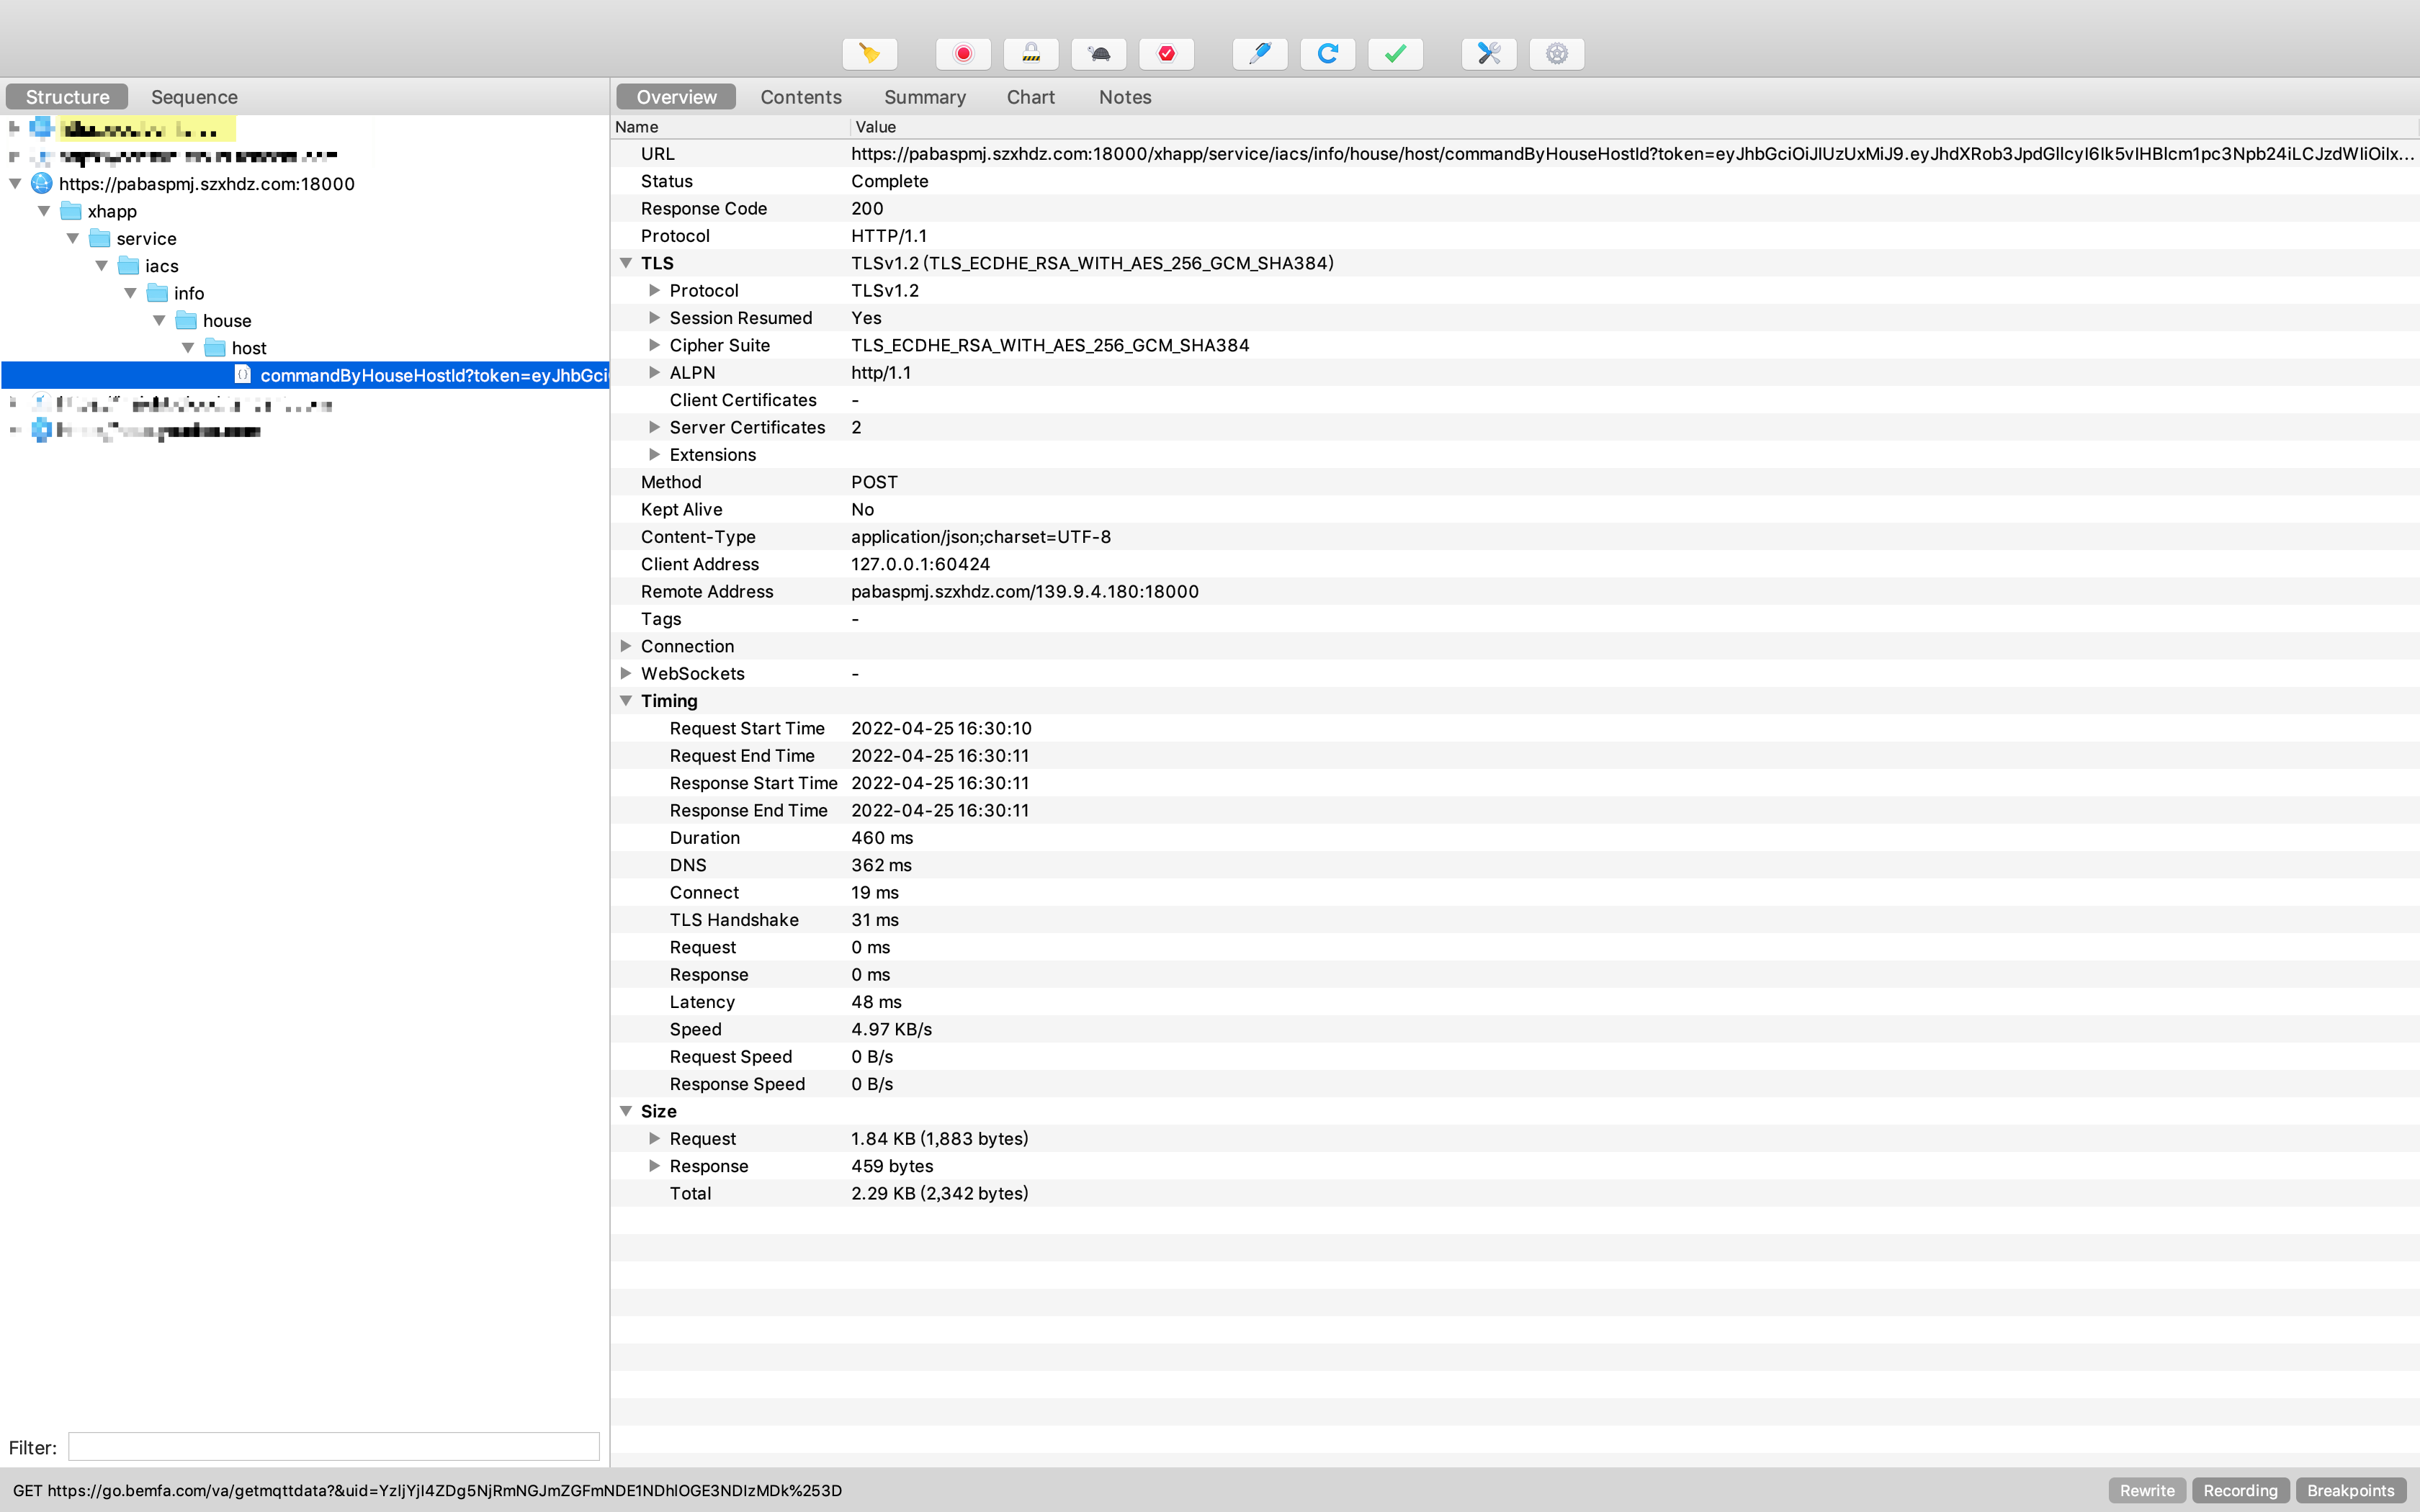 Structure Sequence
https://pabaspmj.szxhdz.com:18000
xhapp
service
iacs
info
house
host
commandByHouseHostId?token=eyJhbGci
Filter:
Overview Contents Summary Chart Notes
Name Value
URL https://pabaspmj.szxhdz.com:18000/xhapp/service/iacs/info/house/host/commandByHouseHostId?token=eyJhbGciOiJIUzUxMiJ9.eyJhdXRob3JpdGllcyI6Ik5vIHBlcm1pc3Npb24iLCJzdWIiOiIx...
Status Complete
Response Code 200
Protocol HTTP/1.1
TLS TLSv1.2 (TLS_ECDHE_RSA_WITH_AES_256_GCM_SHA384)
Protocol TLSv1.2
Session Resumed Yes
Cipher Suite TLS_ECDHE_RSA_WITH_AES_256_GCM_SHA384
ALPN http/1.1
Client Certificates -
Server Certificates 2
Extensions
Method POST
Kept Alive No
Content-Type application/json;charset=UTF-8
Client Address 127.0.0.1:60424
Remote Address pabaspmj.szxhdz.com/139.9.4.180:18000
Tags -
Connection
WebSockets -
Timing
Request Start Time 2022-04-25 16:30:10
Request End Time 2022-04-25 16:30:11
Response Start Time 2022-04-25 16:30:11
Response End Time 2022-04-25 16:30:11
Duration 460 ms
DNS 362 ms
Connect 19 ms
TLS Handshake 31 ms
Request 0 ms
Response 0 ms
Latency 48 ms
Speed 4.97 KB/s
Request Speed 0 B/s
Response Speed 0 B/s
Size
Request 1.84 KB (1,883 bytes)
Response 459 bytes
Total 2.29 KB (2,342 bytes)
GET https://go.bemfa.com/va/getmqttdata?&uid=YzljYjI4ZDg5NjRmNGJmZGFmNDE1NDhlOGE3NDIzMDk%253D
Rewrite Recording Breakpoints